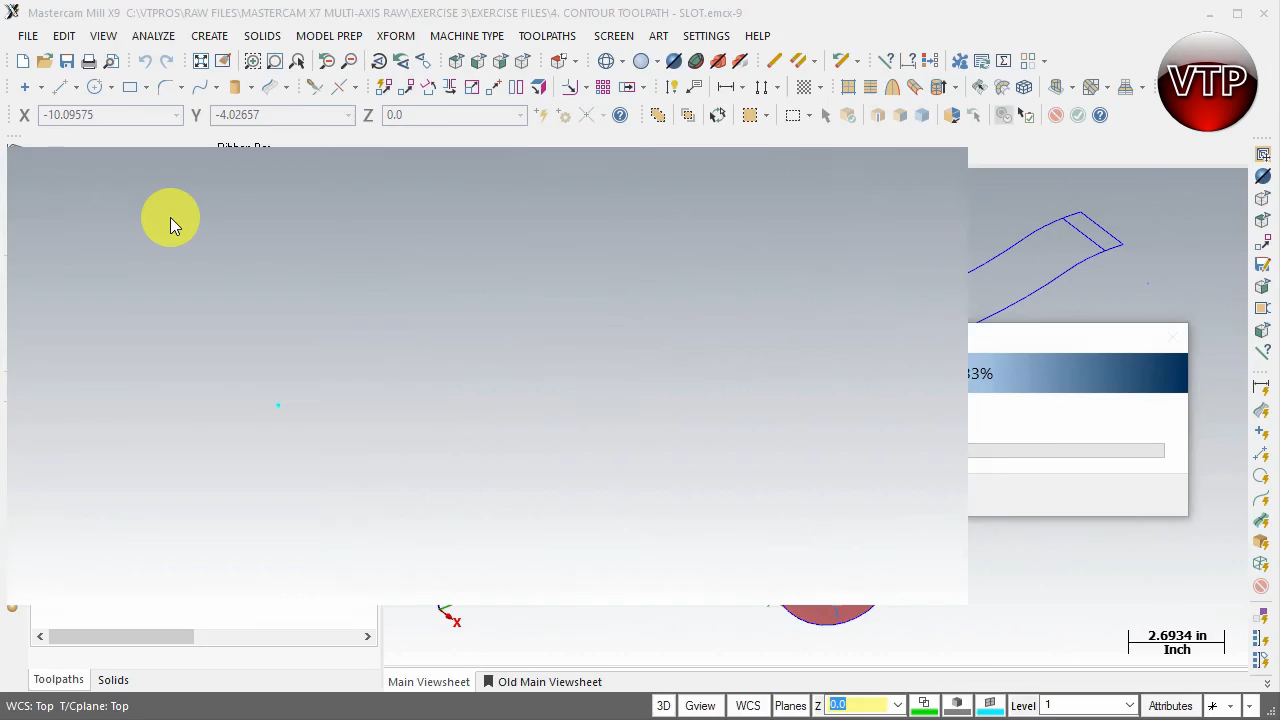 Mastercam Mill X9 C:\VTPROS\RAW FILES\MASTERCAM X7 MULTI-AXIS RAW\EXERCISE 3\EXERCISE FILES\4. CONTOUR TOOLPATH - SLOT.emcx-9
FILE EDIT VIEW ANALYZE CREATE SOLIDS MODEL PREP XFORM MACHINE TYPE TOOLPATHS SCREEN ART SETTINGS HELP
VTP
X -10.09575 Y -4.02657 Z 0.0
33%
X
2.6934 in
Inch
Toolpaths Solids Main Viewsheet Old Main Viewsheet
WCS: Top T/Cplane: Top 3D Gview WCS Planes Z 0.0 Level 1 Attributes